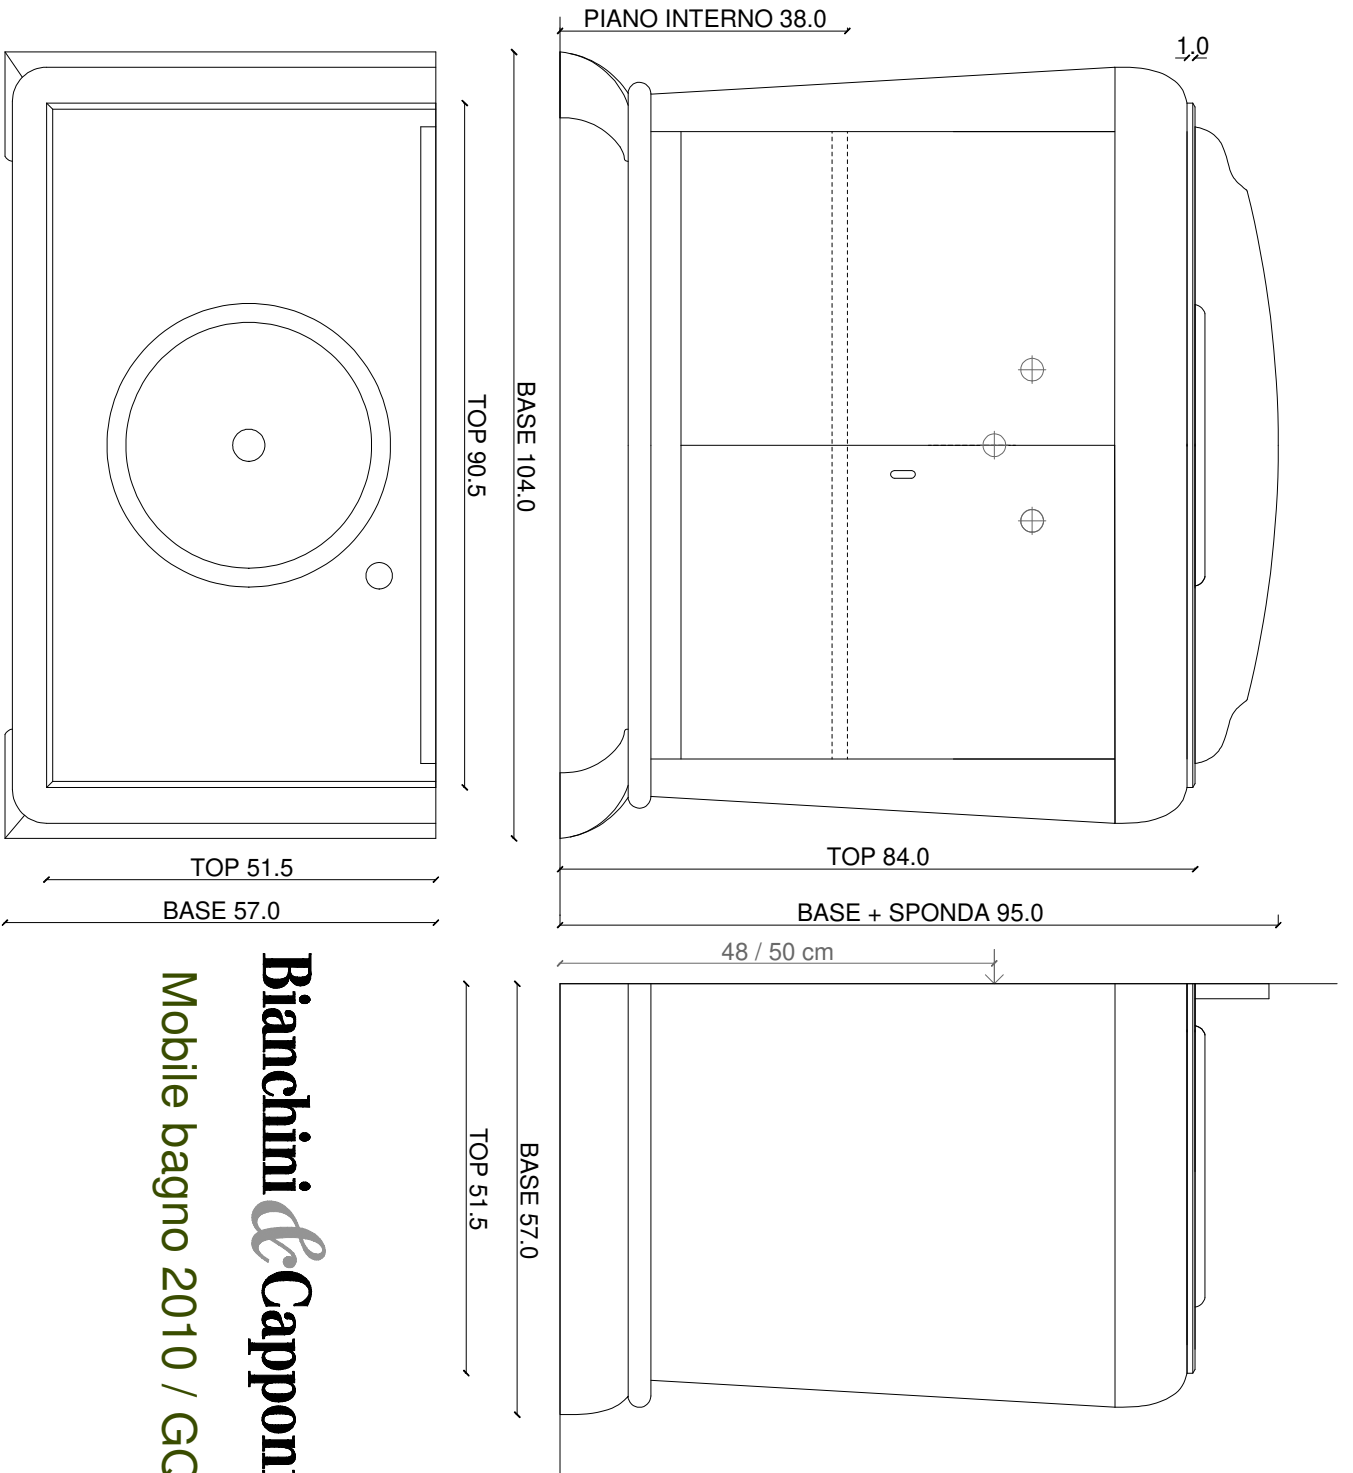 PIANO INTERNO 38.0
1.0
BASE 104.0
TOP 90.5
TOP 51.5
BASE 57.0
TOP 84.0
BASE + SPONDA 95.0
48 / 50 cm
BASE 57.0
TOP 51.5
Bianchini & Capponi
Mobile bagno 2010 /